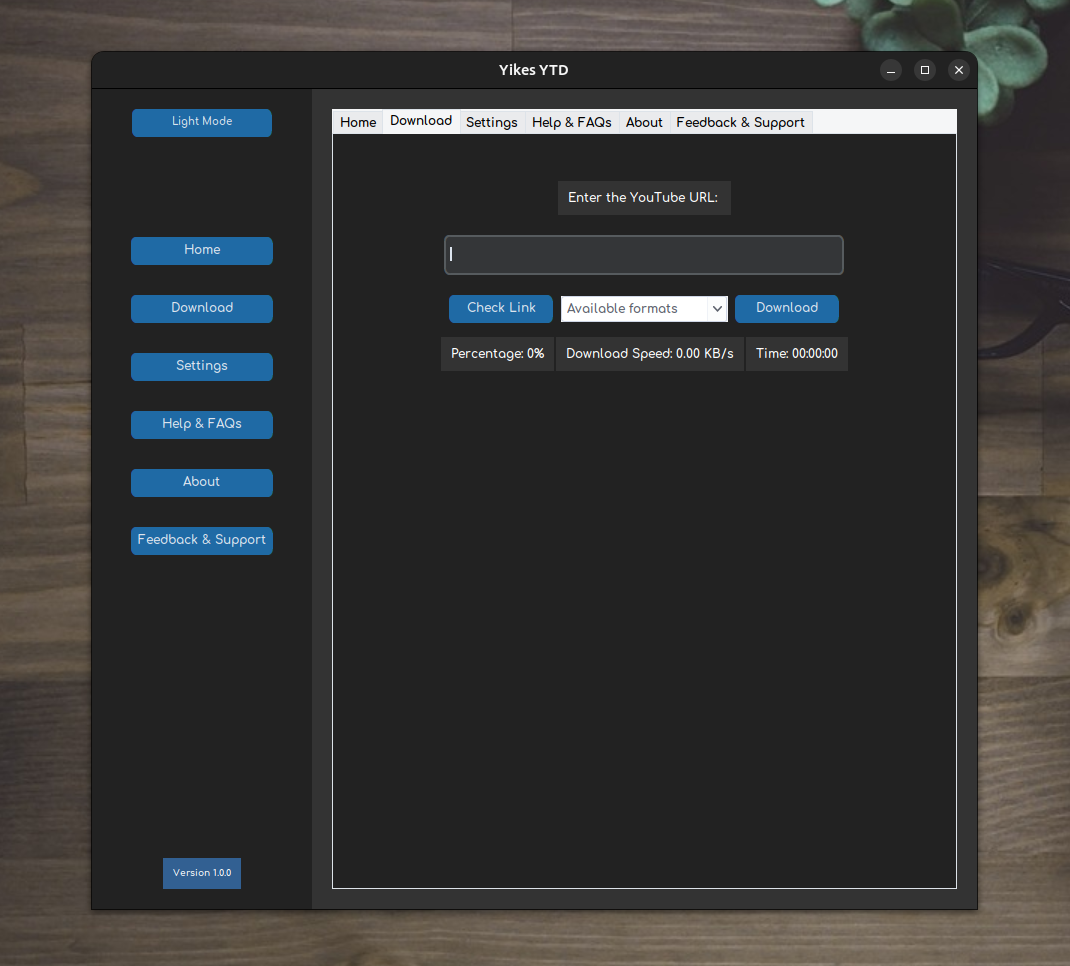 Yikes YTD
Light Mode
Home
Download
Settings
Help & FAQs
About
Feedback & Support
Version 1.0.0
Home Download Settings Help & FAQs About Feedback & Support
Enter the YouTube URL:
Check Link Available formats Download
Percentage: 0% Download Speed: 0.00 KB/s Time: 00:00:00